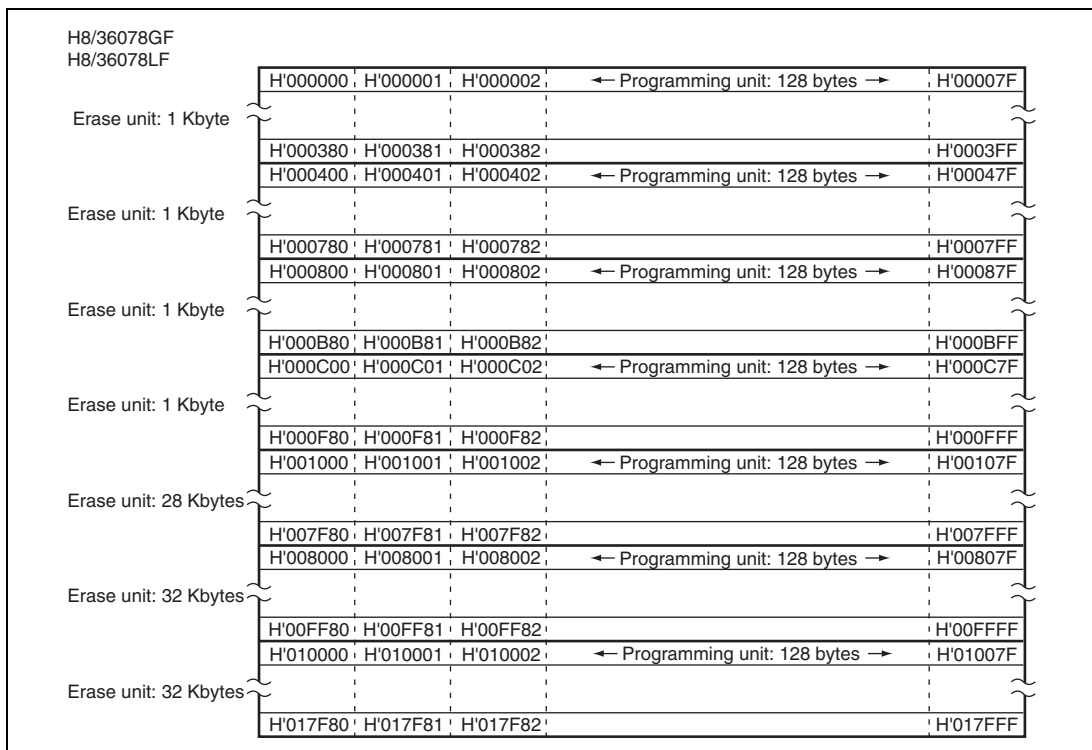 H8/36078GF
H8/36078LF
H'000000 H'000001 H'000002 ← Programming unit: 128 bytes → H'00007F
Erase unit: 1 Kbyte
H'000380 H'000381 H'000382 H'0003FF
H'000400 H'000401 H'000402 ← Programming unit: 128 bytes → H'00047F
Erase unit: 1 Kbyte
H'000780 H'000781 H'000782 H'0007FF
H'000800 H'000801 H'000802 ← Programming unit: 128 bytes → H'00087F
Erase unit: 1 Kbyte
H'000B80 H'000B81 H'000B82 H'000BFF
H'000C00 H'000C01 H'000C02 ← Programming unit: 128 bytes → H'000C7F
Erase unit: 1 Kbyte
H'000F80 H'000F81 H'000F82 H'000FFF
H'001000 H'001001 H'001002 ← Programming unit: 128 bytes → H'00107F
Erase unit: 28 Kbytes
H'007F80 H'007F81 H'007F82 H'007FFF
H'008000 H'008001 H'008002 ← Programming unit: 128 bytes → H'00807F
Erase unit: 32 Kbytes
H'00FF80 H'00FF81 H'00FF82 H'00FFFF
H'010000 H'010001 H'010002 ← Programming unit: 128 bytes → H'01007F
Erase unit: 32 Kbytes
H'017F80 H'017F81 H'017F82 H'017FFF